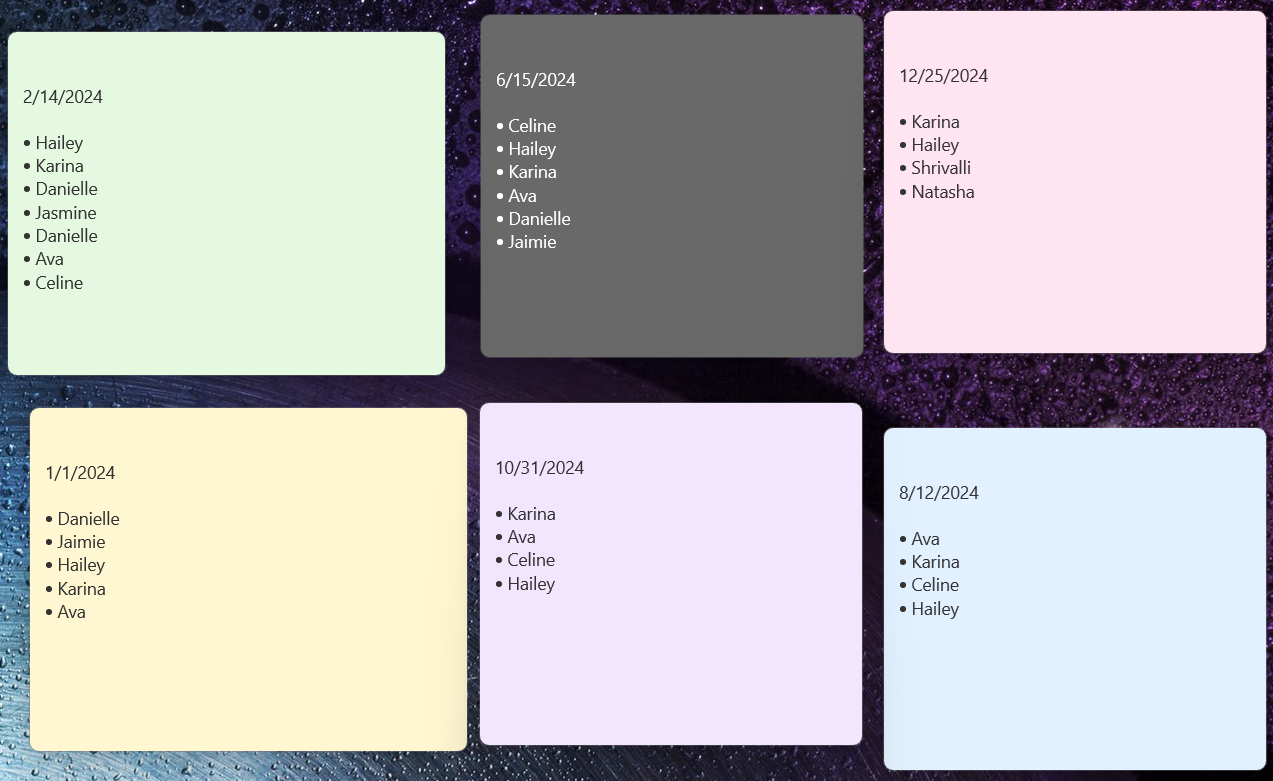 2/14/2024
• Hailey
• Karina
• Danielle
• Jasmine
• Danielle
• Ava
• Celine
6/15/2024
• Celine
• Hailey
• Karina
• Ava
• Danielle
• Jaimie
12/25/2024
• Karina
• Hailey
• Shrivalli
• Natasha
1/1/2024
• Danielle
• Jaimie
• Hailey
• Karina
• Ava
10/31/2024
• Karina
• Ava
• Celine
• Hailey
8/12/2024
• Ava
• Karina
• Celine
• Hailey